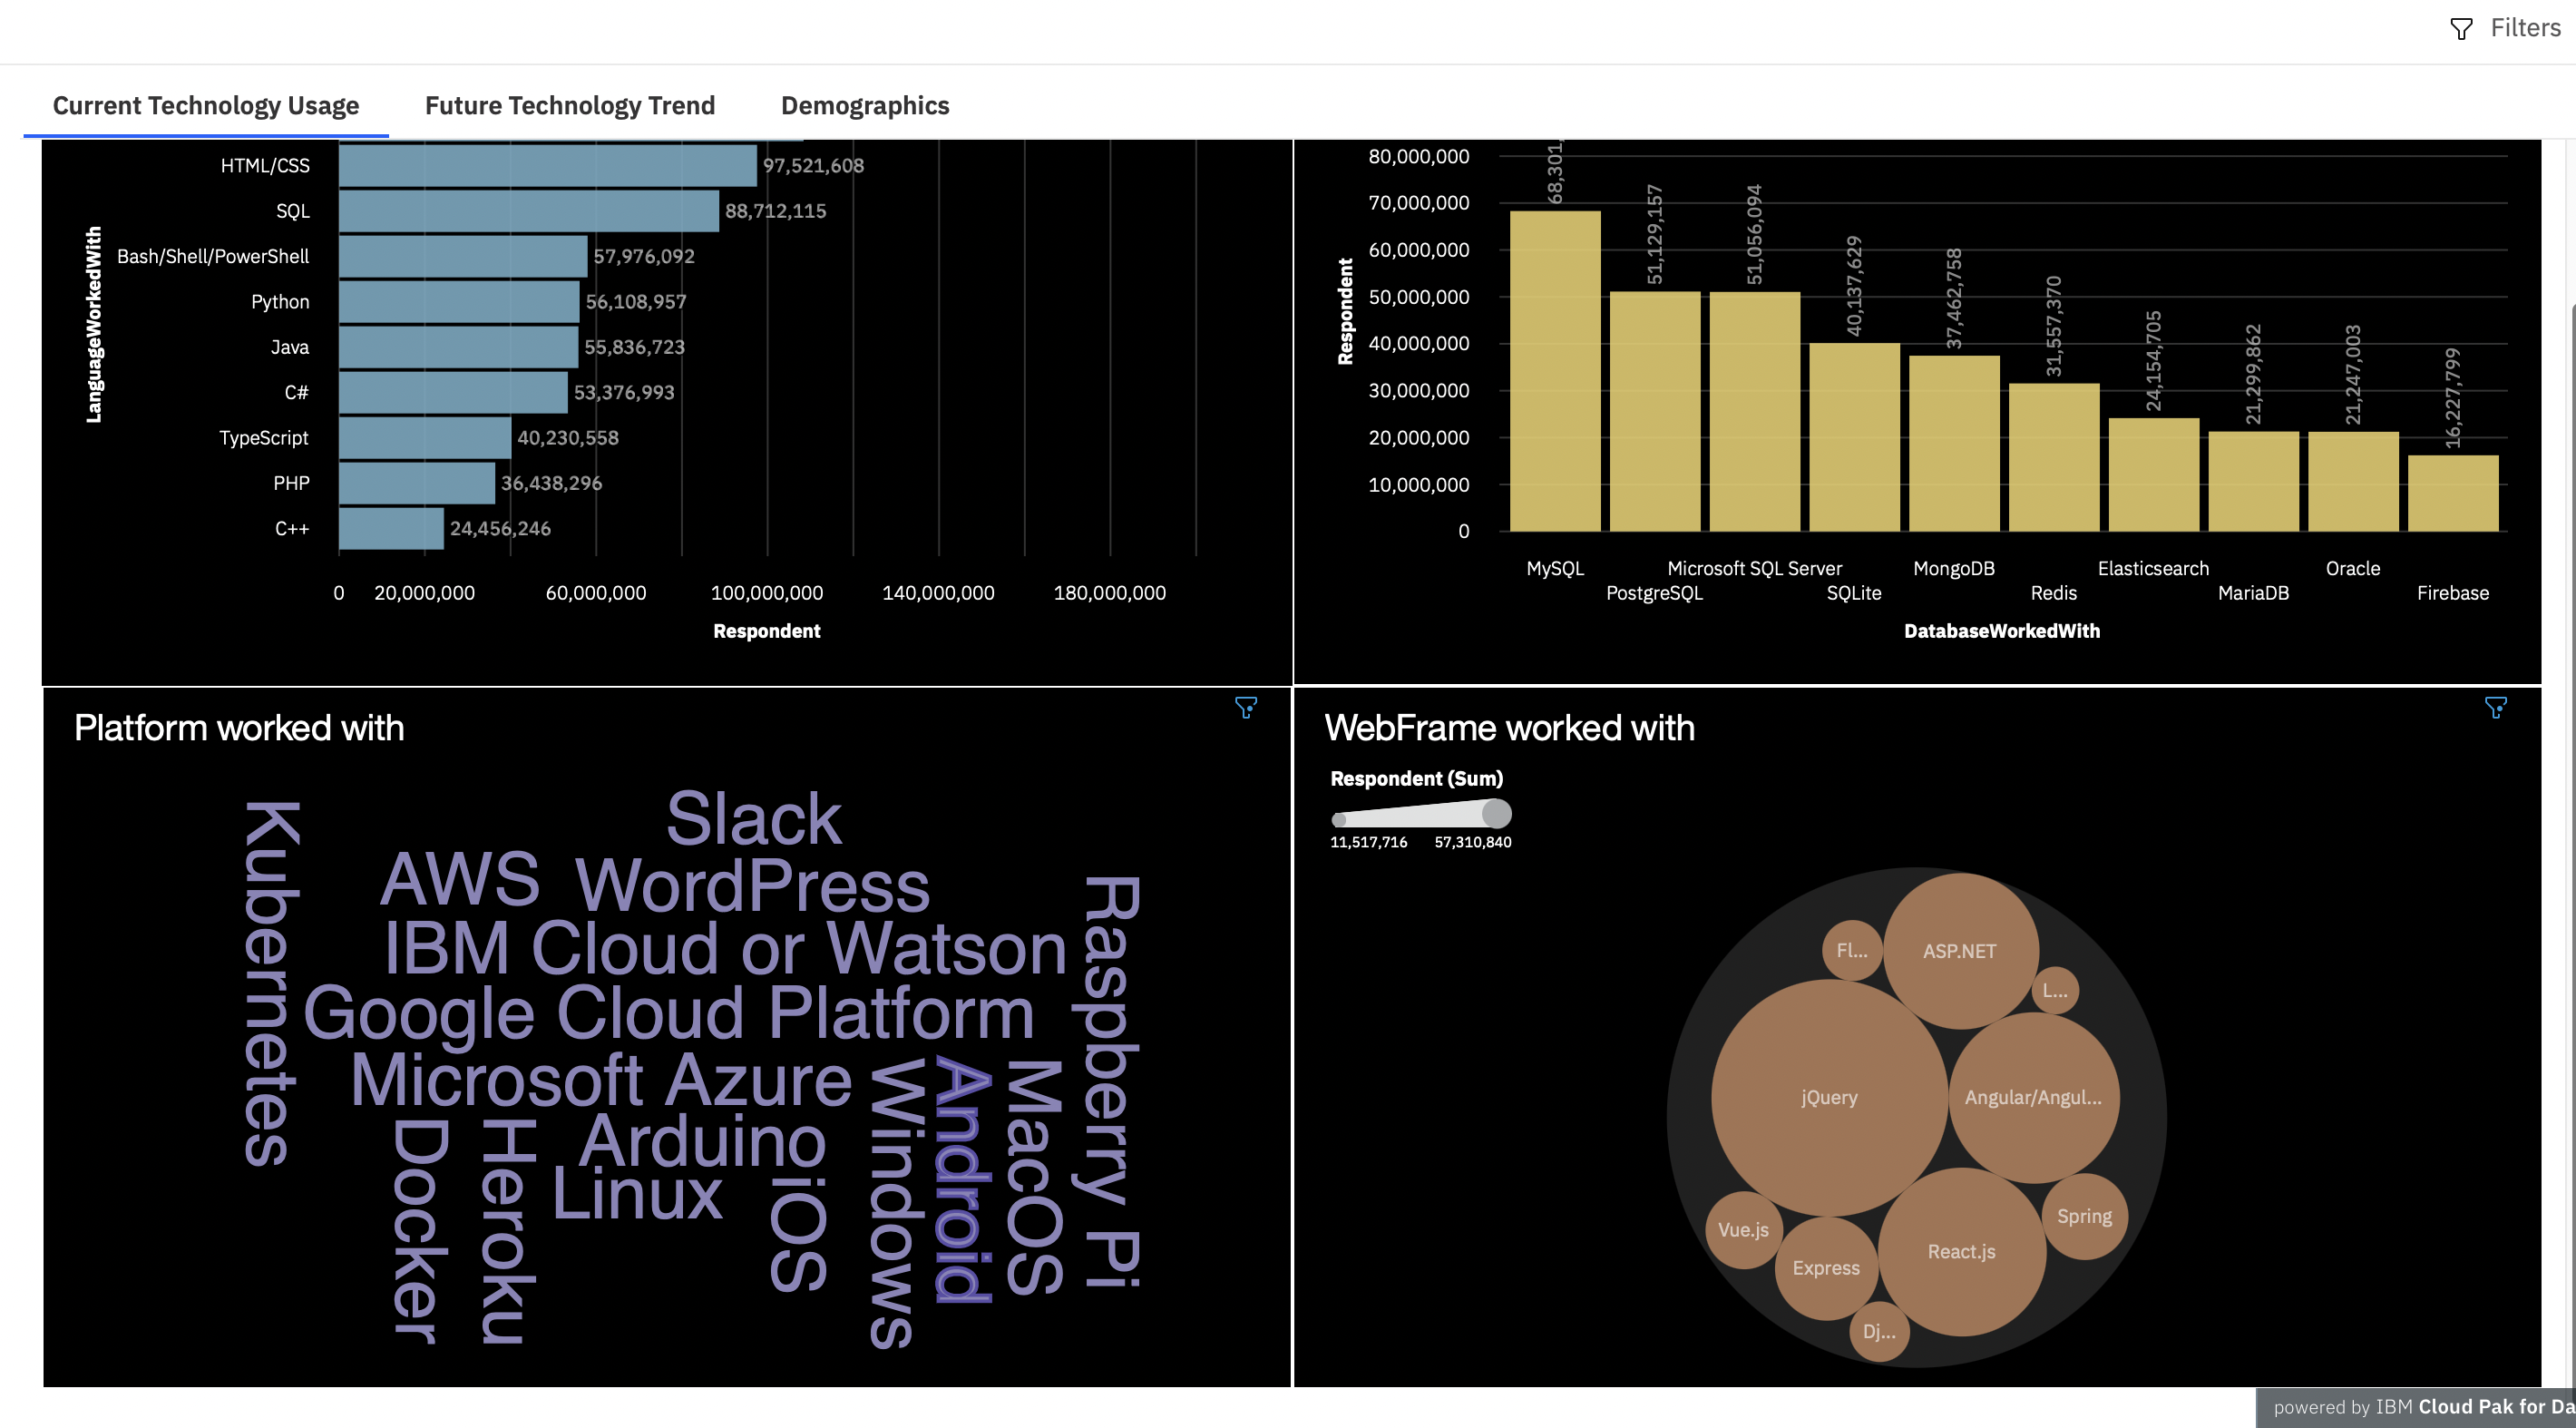 Filters
Current Technology Usage
Future Technology Trend
Demographics
LanguageWorkedWith
HTML/CSS
97,521,608
SQL
88,712,115
Bash/Shell/PowerShell
57,976,092
Python
56,108,957
Java
55,836,723
C#
53,376,993
TypeScript
40,230,558
PHP
36,438,296
C++
24,456,246
0 20,000,000 60,000,000 100,000,000 140,000,000 180,000,000
Respondent
Respondent
80,000,000
70,000,000
60,000,000
50,000,000
40,000,000
30,000,000
20,000,000
10,000,000
0
68,301,
51,129,157
51,056,094
40,137,629
37,462,758
31,557,370
24,154,705
21,299,862
21,247,003
16,227,799
MySQL
PostgreSQL
Microsoft SQL Server
SQLite
MongoDB
Redis
Elasticsearch
MariaDB
Oracle
Firebase
DatabaseWorkedWith
Platform worked with
Kubernetes
Slack
AWS
WordPress
IBM Cloud or Watson
Google Cloud Platform
Microsoft Azure
Raspberry Pi
Docker
Heroku
Arduino
Linux
iOS
Windows
Android
MacOS
WebFrame worked with
Respondent (Sum)
11,517,716 57,310,840
Fl...
ASP.NET
L...
jQuery
Angular/Angul...
Vue.js
Spring
Express
React.js
Dj...
powered by IBM Cloud Pak for Da